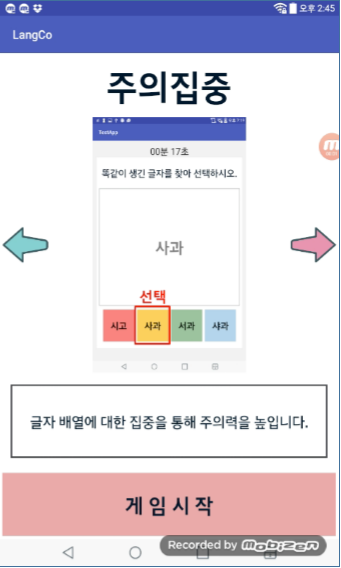 오후 2:45
LangCo
주의집중
TestApp
00분 17초
똑같이 생긴 글자를 찾아 선택하시오.
사과
선택
시고 사과 서과 샤과
글자 배열에 대한 집중을 통해 주의력을 높입니다.
게 임 시 작
Recorded by mobizen